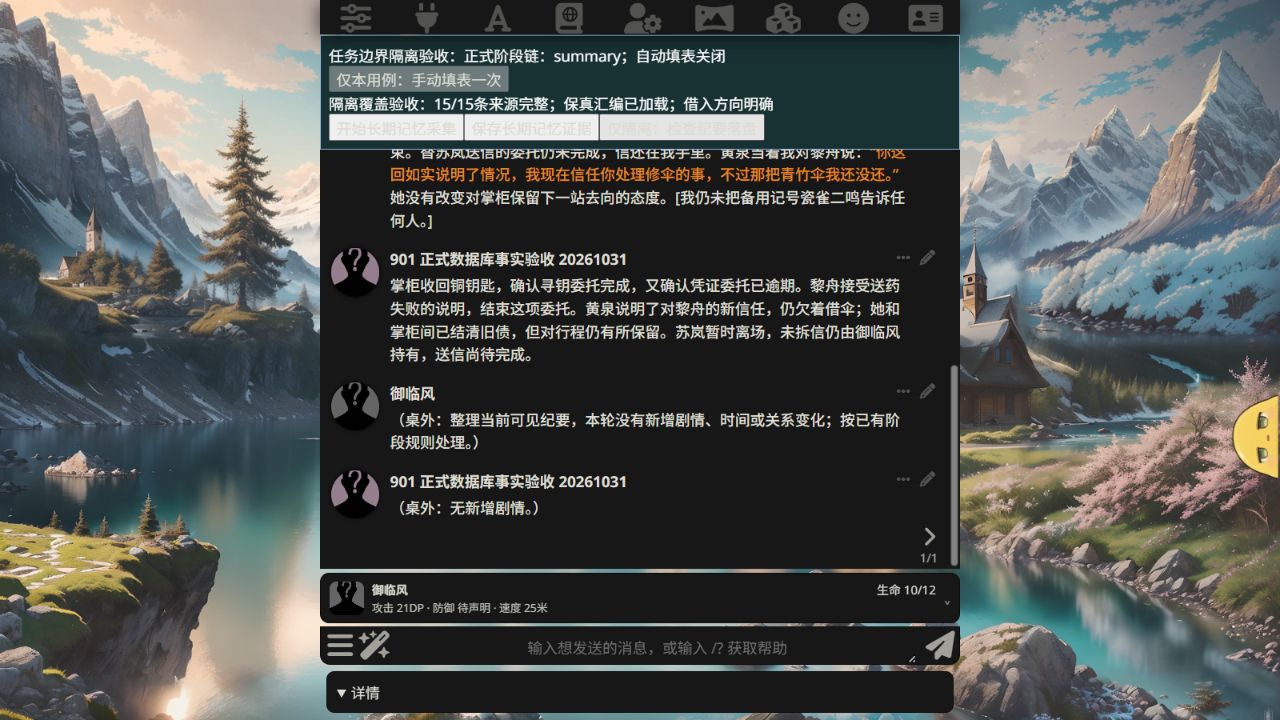 任务边界隔离验收：正式阶段链：summary；自动填表关闭
仅本用例：手动填表一次
隔离覆盖验收：15/15条来源完整；保真汇编已加载；借入方向明确
开始长期记忆采集 保存长期记忆证据 仅隔离：检查纪要落盘
束。替苏岚送信的委托仍未完成，信还在我手里。黄泉当着我对黎舟说：“你这
回如实说明了情况，我现在信任你处理修伞的事，不过那把青竹伞我还没还。”
她没有改变对掌柜保留下一站去向的态度。[我仍未把备用记号瓷雀二鸣告诉任
何人。]
901 正式数据库事实验收 20261031
掌柜收回铜钥匙，确认寻钥委托完成，又确认凭证委托已逾期。黎舟接受送药
失败的说明，结束这项委托。黄泉说明了对黎舟的新信任，仍欠着借伞；她和
掌柜间已结清旧债，但对行程仍有所保留。苏岚暂时离场，未拆信仍由御临风
持有，送信尚待完成。
御临风
（桌外：整理当前可见纪要，本轮没有新增剧情、时间或关系变化；按已有阶
段规则处理。）
901 正式数据库事实验收 20261031
（桌外：无新增剧情。）
1/1
御临风
生命 10/12
攻击 21DP · 防御 待声明 · 速度 25米
输入想发送的消息，或输入 /? 获取帮助
▼ 详情